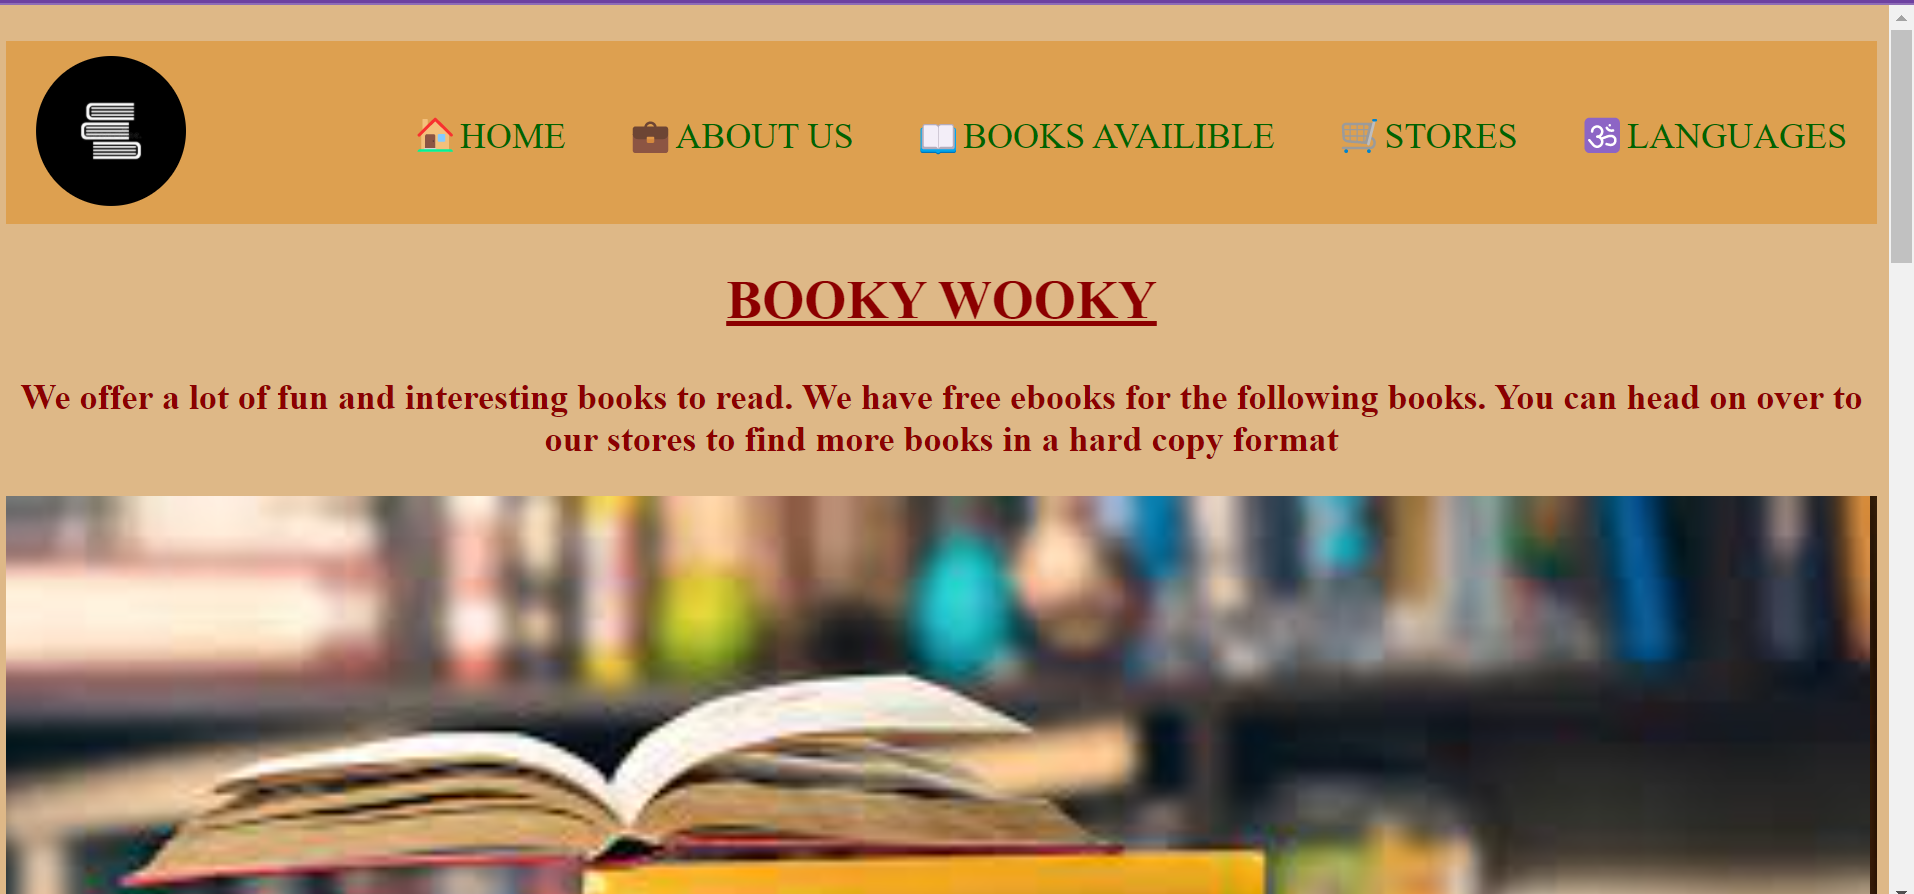 HOME ABOUT US BOOKS AVAILIBLE STORES LANGUAGES
BOOKY WOOKY
We offer a lot of fun and interesting books to read. We have free ebooks for the following books. You can head on over to
our stores to find more books in a hard copy format